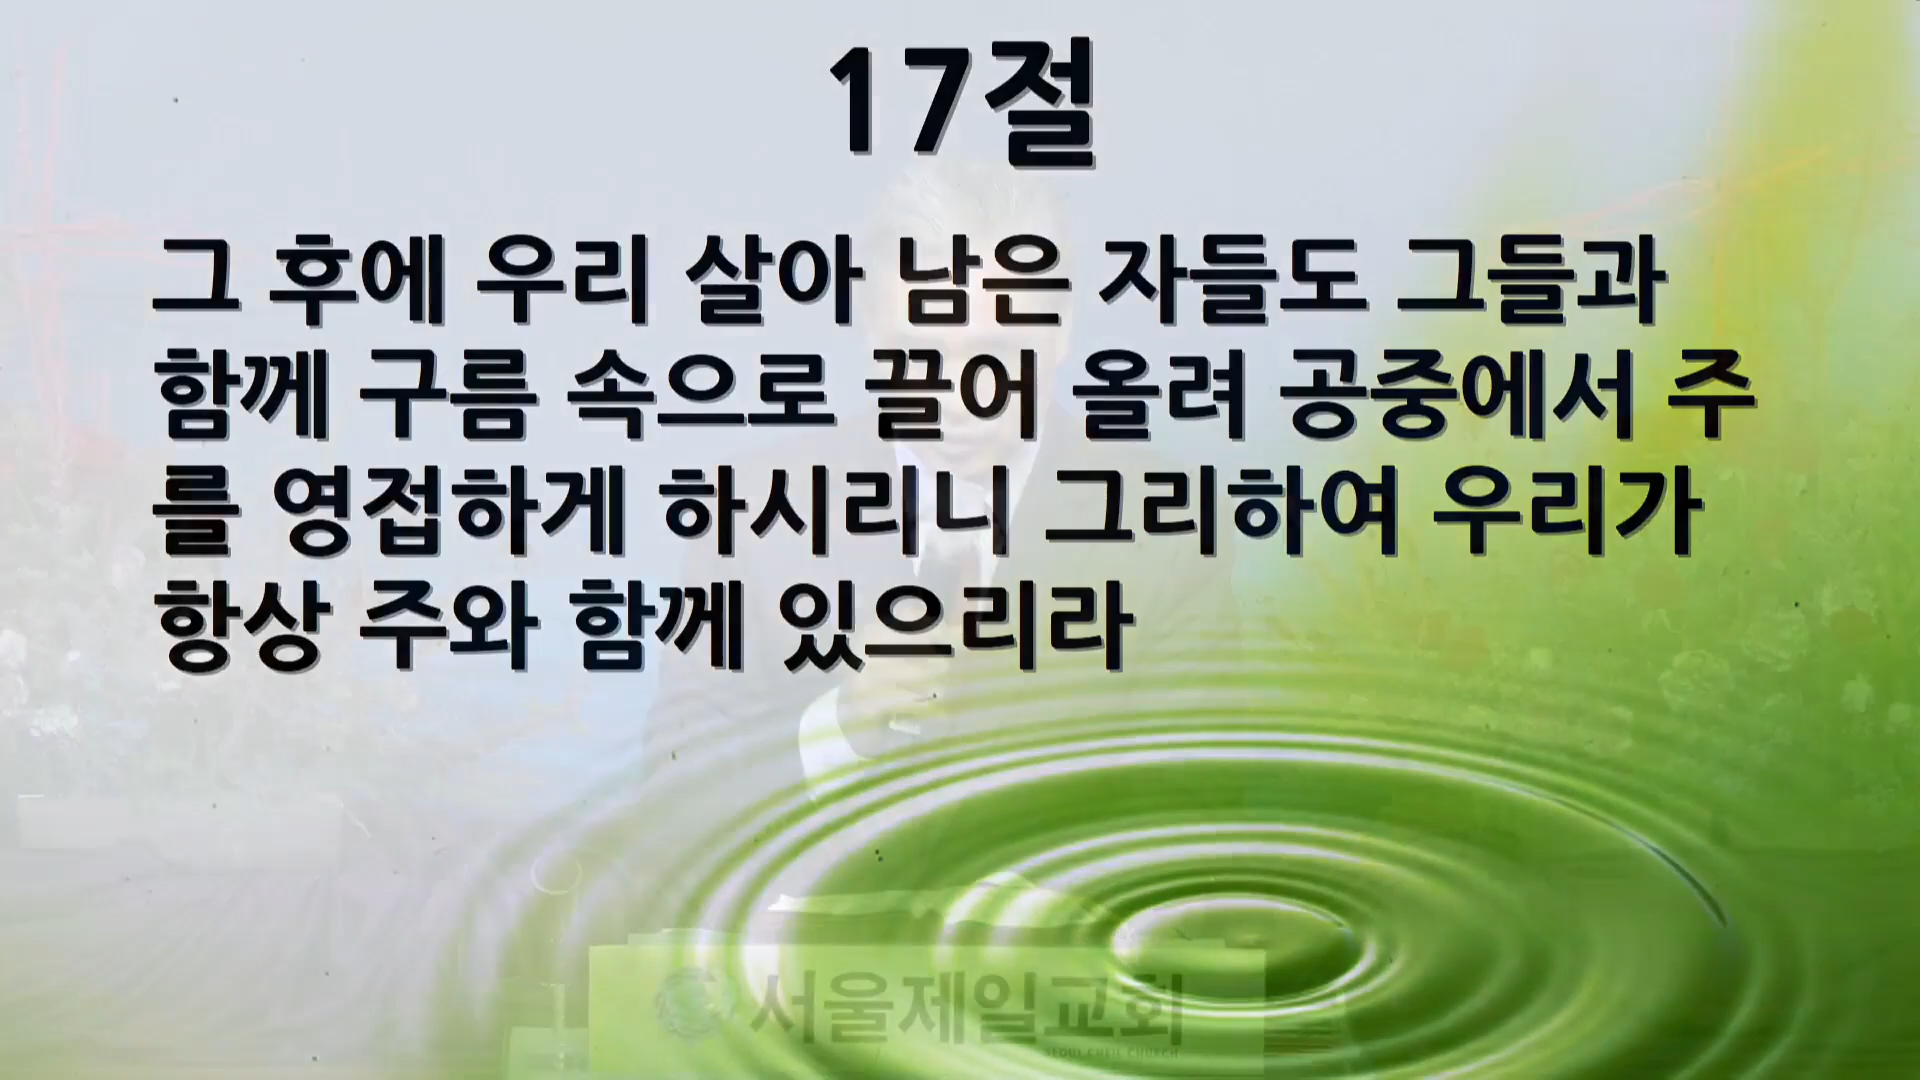 17절
그 후에 우리 살아 남은 자들도 그들과
함께 구름 속으로 끌어 올려 공중에서 주
를 영접하게 하시리니 그리하여 우리가
항상 주와 함께 있으리라
서울제일교회
SEOUL CHEIL CHURCH